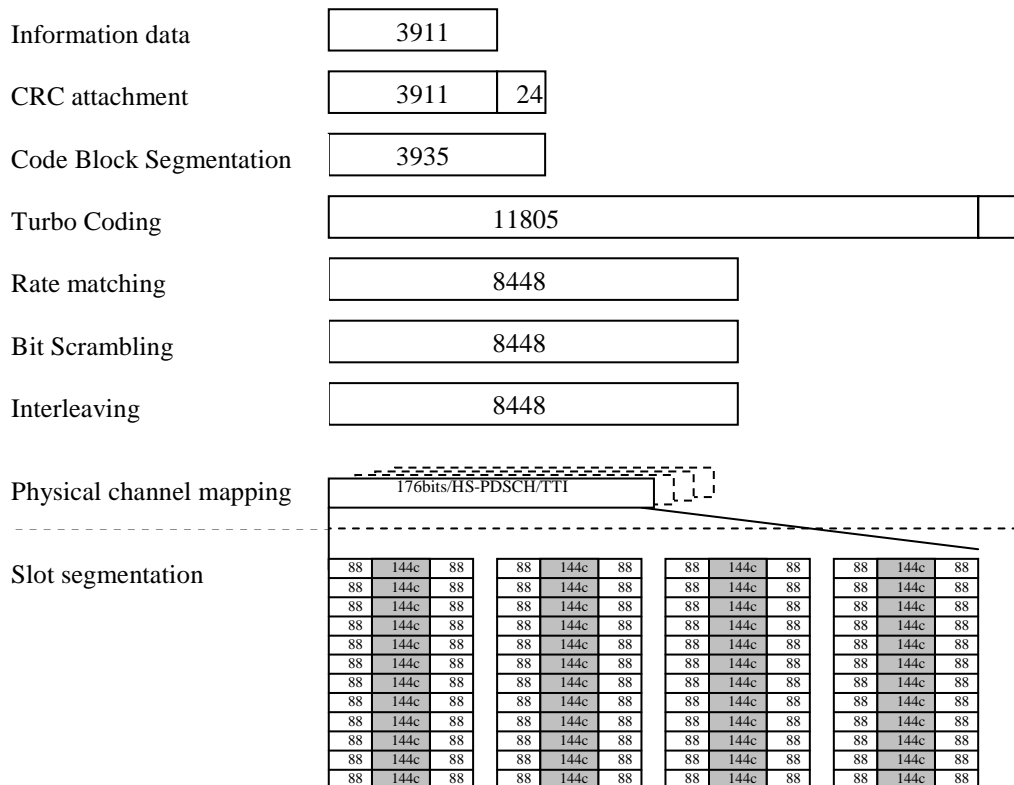 Information data 3911
CRC attachment 3911 24
Code Block Segmentation 3935
Turbo Coding 11805
Rate matching 8448
Bit Scrambling 8448
Interleaving 8448
Physical channel mapping 176bits/HS-PDSCH/TTI
Slot segmentation
88 144c 88 88 144c 88 88 144c 88 88 144c 88
88 144c 88 88 144c 88 88 144c 88 88 144c 88
88 144c 88 88 144c 88 88 144c 88 88 144c 88
88 144c 88 88 144c 88 88 144c 88 88 144c 88
88 144c 88 88 144c 88 88 144c 88 88 144c 88
88 144c 88 88 144c 88 88 144c 88 88 144c 88
88 144c 88 88 144c 88 88 144c 88 88 144c 88
88 144c 88 88 144c 88 88 144c 88 88 144c 88
88 144c 88 88 144c 88 88 144c 88 88 144c 88
88 144c 88 88 144c 88 88 144c 88 88 144c 88
88 144c 88 88 144c 88 88 144c 88 88 144c 88
88 144c 88 88 144c 88 88 144c 88 88 144c 88